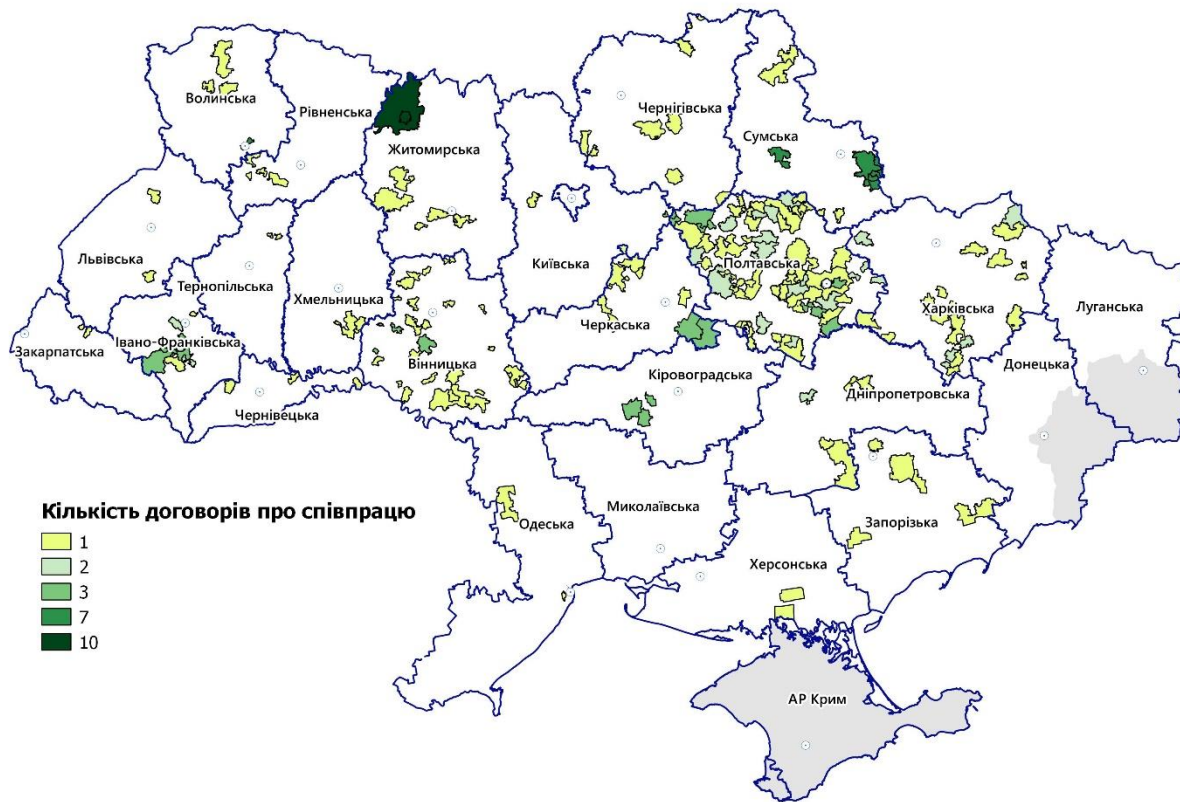 Волинська
Рівненська
Житомирська
Чернігівська
Сумська
Львівська
Тернопільська
Хмельницька
Київська
Полтавська
Харківська
Луганська
Закарпатська
Івано-Франківська
Вінницька
Черкаська
Чернівецька
Кіровоградська
Дніпропетровська
Донецька
Кількість договорів про співпрацю
1
2
3
7
10
Одеська
Миколаївська
Запорізька
Херсонська
АР Крим